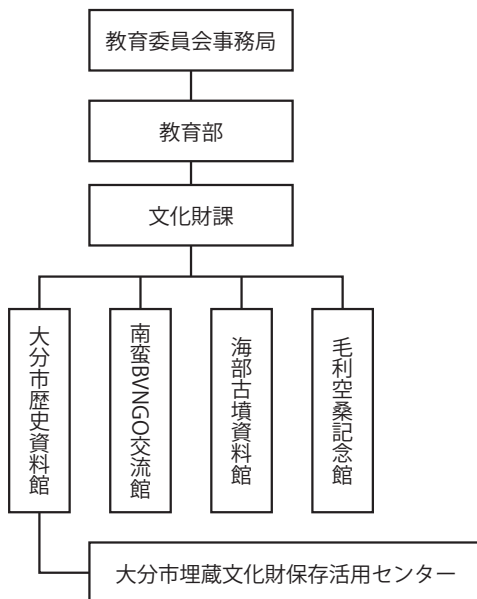 教育委員会事務局
教育部
文化財課
大分市歴史資料館
南蛮BVNGO交流館
海部古墳資料館
毛利空桑記念館
大分市埋蔵文化財保存活用センター